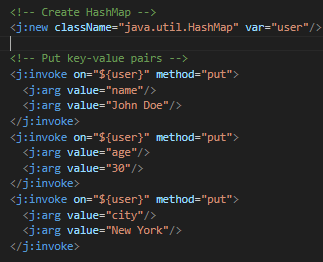 <!-- Create HashMap -->
<j:new className="java.util.HashMap" var="user"/>
<!-- Put key-value pairs -->
<j:invoke on="${user}" method="put">
<j:arg value="name"/>
<j:arg value="John Doe"/>
</j:invoke>
<j:invoke on="${user}" method="put">
<j:arg value="age"/>
<j:arg value="30"/>
</j:invoke>
<j:invoke on="${user}" method="put">
<j:arg value="city"/>
<j:arg value="New York"/>
</j:invoke>